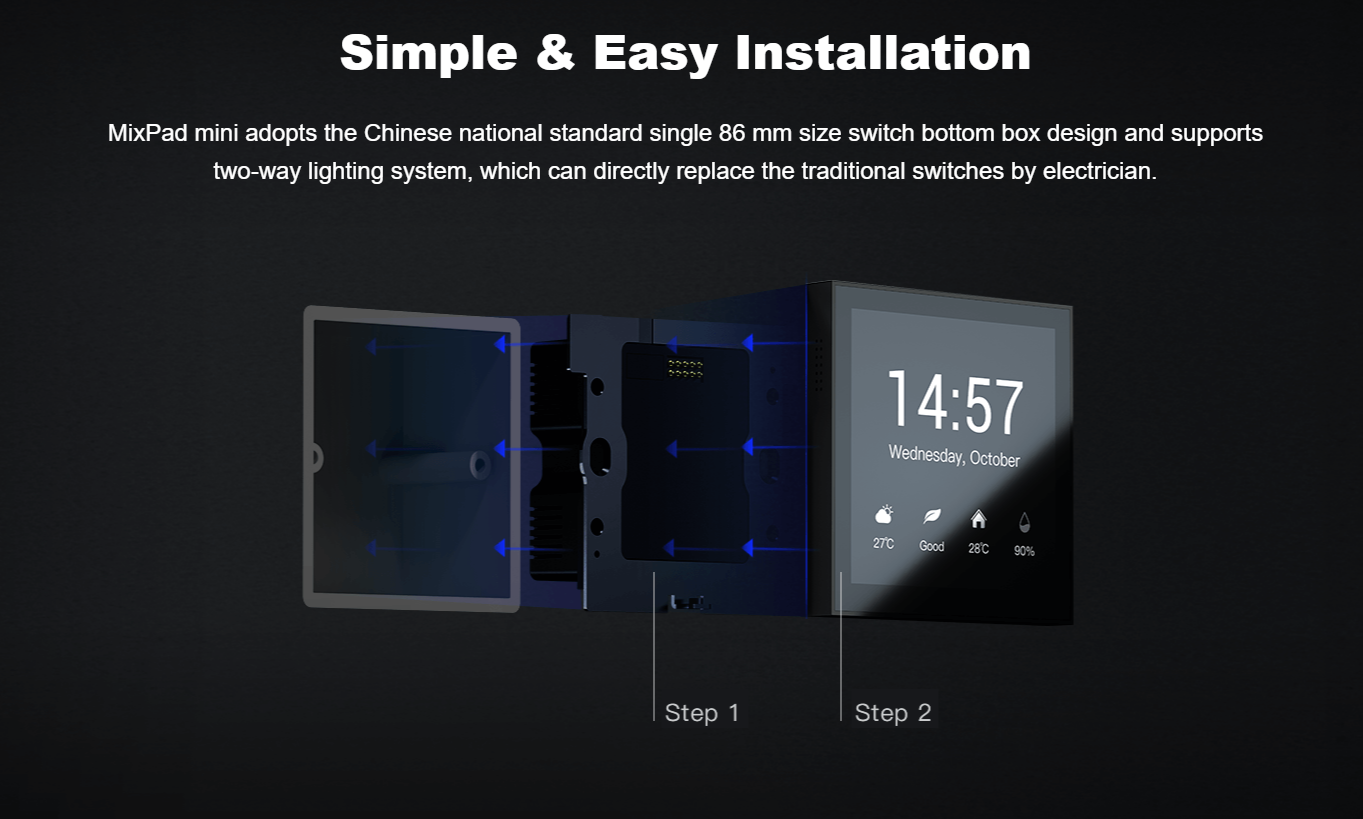 Simple & Easy Installation
MixPad mini adopts the Chinese national standard single 86 mm size switch bottom box design and supports
two-way lighting system, which can directly replace the traditional switches by electrician.
14:57
Wednesday, October
27℃ Good 28℃ 90%
Step 1 Step 2